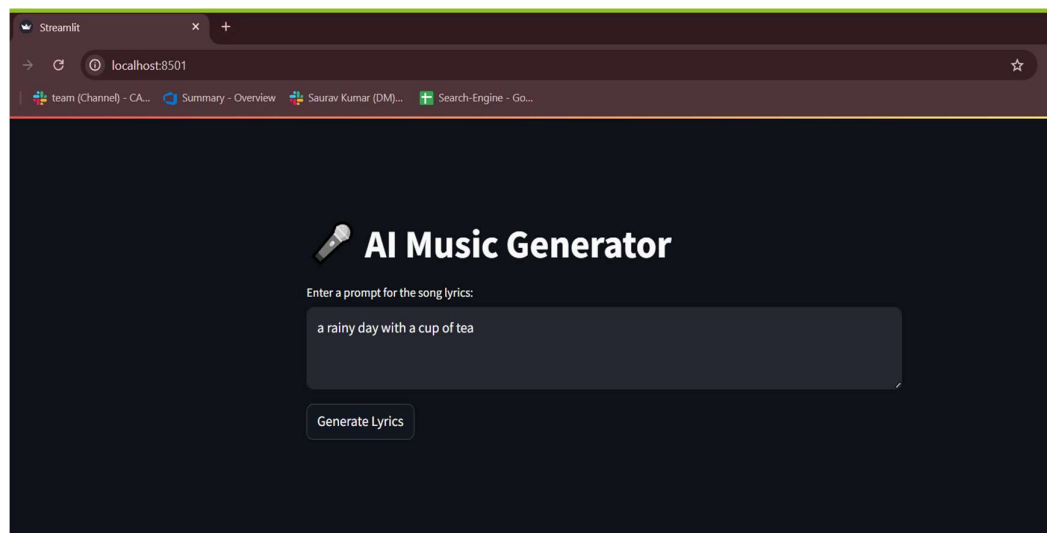 Streamlit
localhost:8501
team (Channel) - CA... Summary - Overview Saurav Kumar (DM)... Search-Engine - Go...
AI Music Generator
Enter a prompt for the song lyrics:
a rainy day with a cup of tea
Generate Lyrics